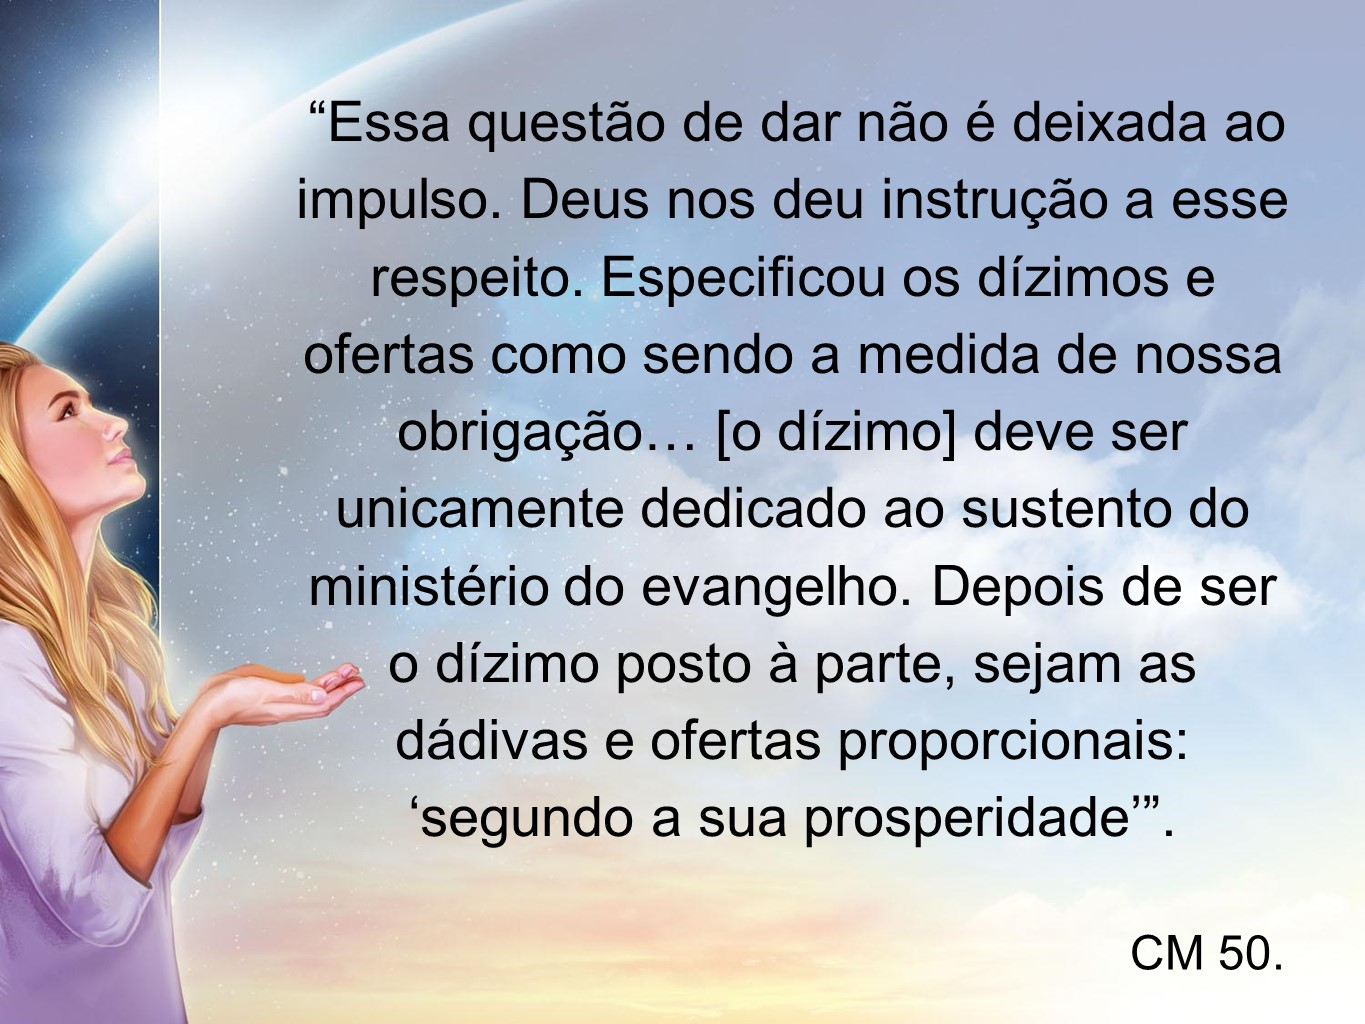 “Essa questão de dar não é deixada ao
impulso. Deus nos deu instrução a esse
respeito. Especificou os dízimos e
ofertas como sendo a medida de nossa
obrigação… [o dízimo] deve ser
unicamente dedicado ao sustento do
ministério do evangelho. Depois de ser
o dízimo posto à parte, sejam as
dádivas e ofertas proporcionais:
‘segundo a sua prosperidade’”.
CM 50.